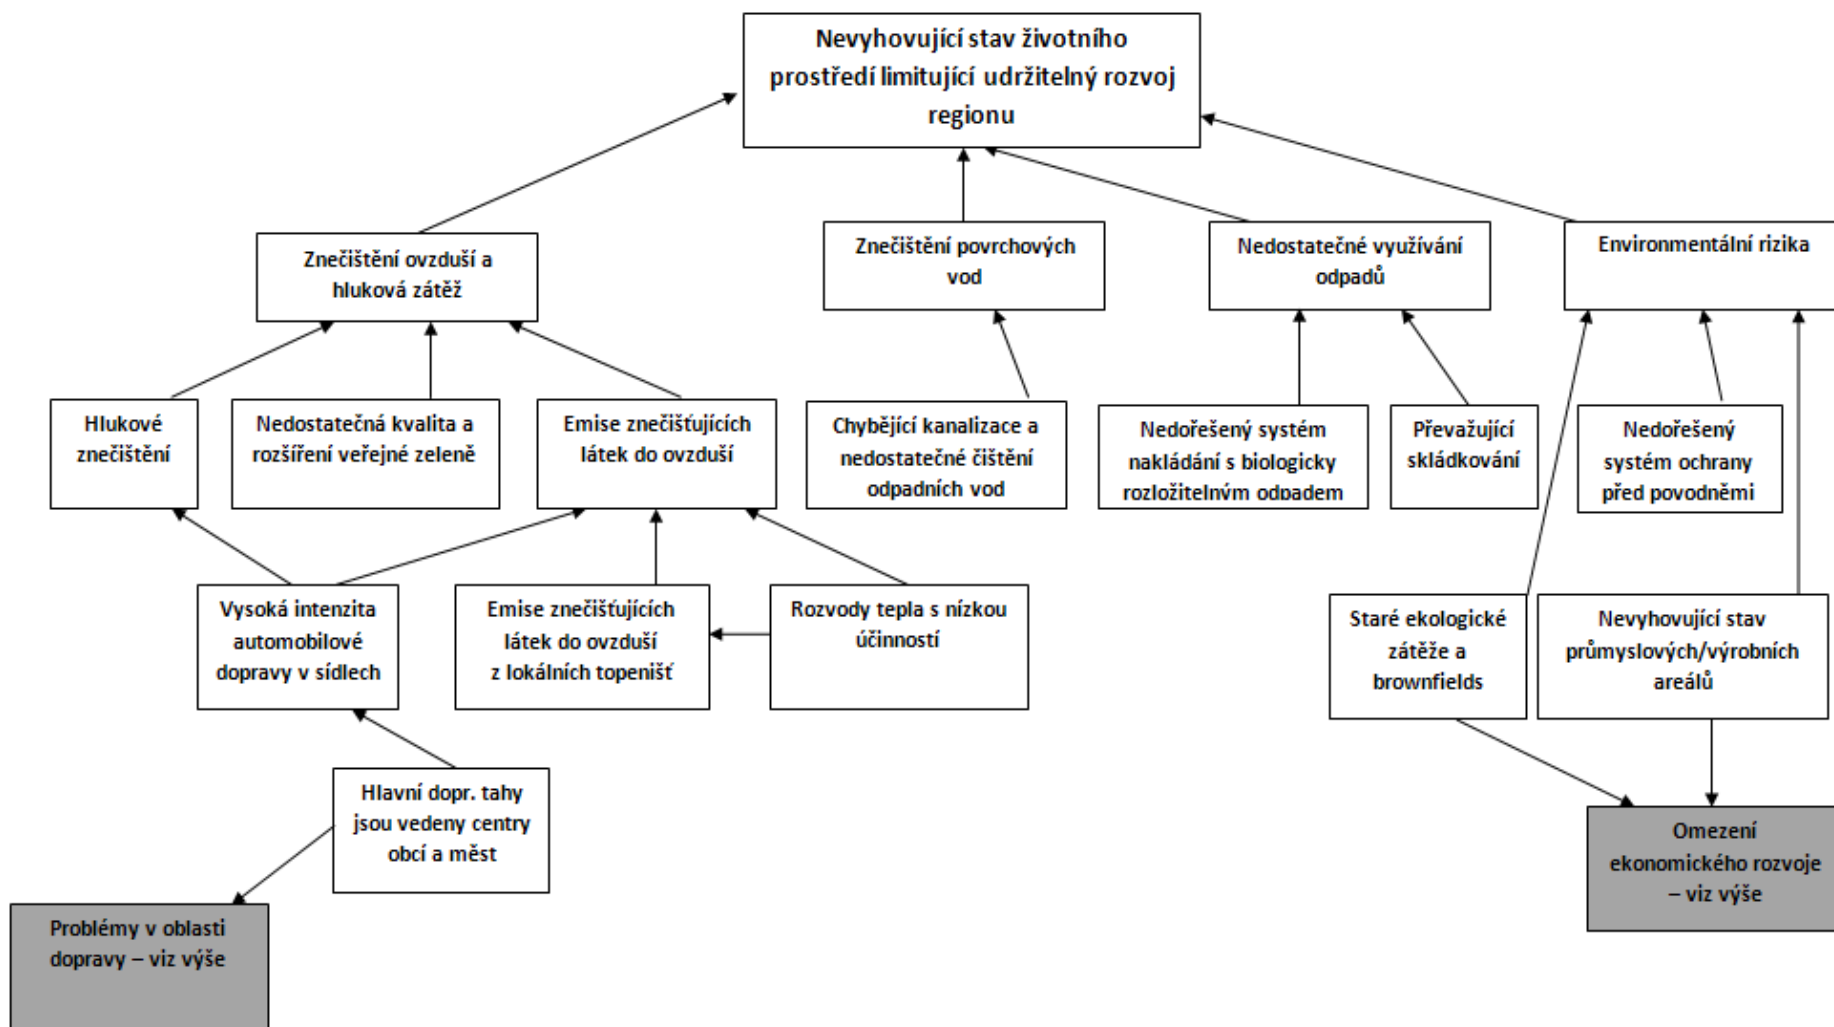 Nevyhovující stav životního
prostředí limitující udržitelný rozvoj
regionu
Znečištění ovzduší a
hluková zátěž
Znečištění povrchových
vod
Nedostatečné využívání
odpadů
Environmentální rizika
Hlukové
znečištění
Nedostatečná kvalita a
rozšíření veřejné zeleně
Emise znečišťujících
látek do ovzduší
Chybějící kanalizace a
nedostatečné čištění
odpadních vod
Nedořešený systém
nakládání s biologicky
rozložitelným odpadem
Převažující
skládkování
Nedořešený
systém ochrany
před povodněmi
Vysoká intenzita
automobilové
dopravy v sídlech
Emise znečišťujících
látek do ovzduší
z lokálních topenišť
Rozvody tepla s nízkou
účinností
Staré ekologické
zátěže a
brownfields
Nevyhovující stav
průmyslových/výrobních
areálů
Hlavní dopr. tahy
jsou vedeny centry
obcí a měst
Omezení
ekonomického rozvoje
– viz výše
Problémy v oblasti
dopravy – viz výše